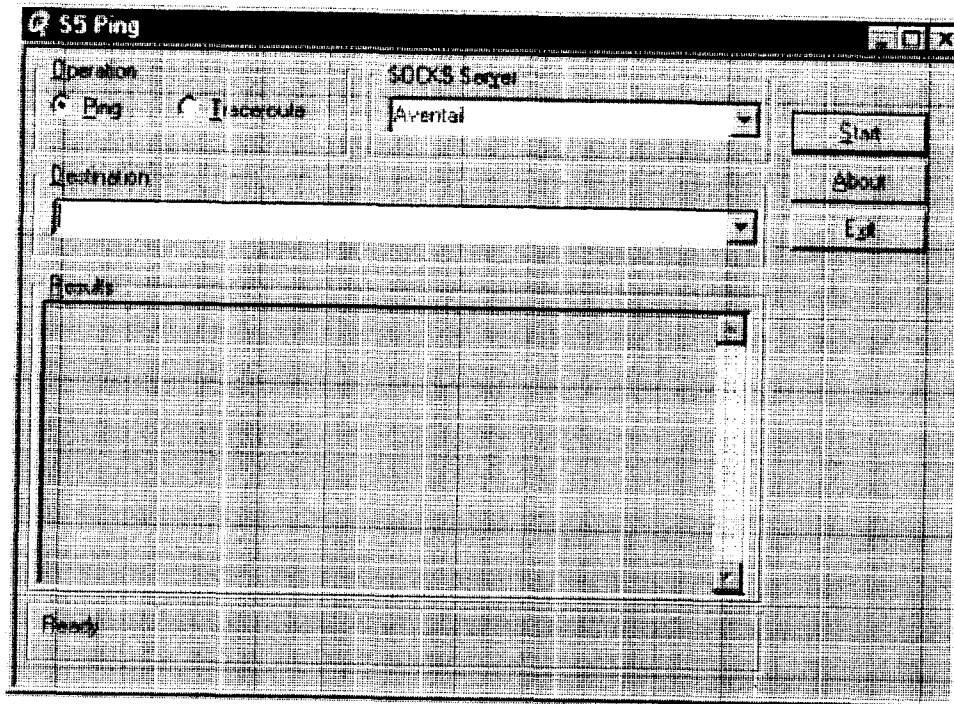 S5 Ping
Operation
Ping
Traceroute
SOCKS Server
Aventail
Start
About
Exit
Destination
Results
Ready